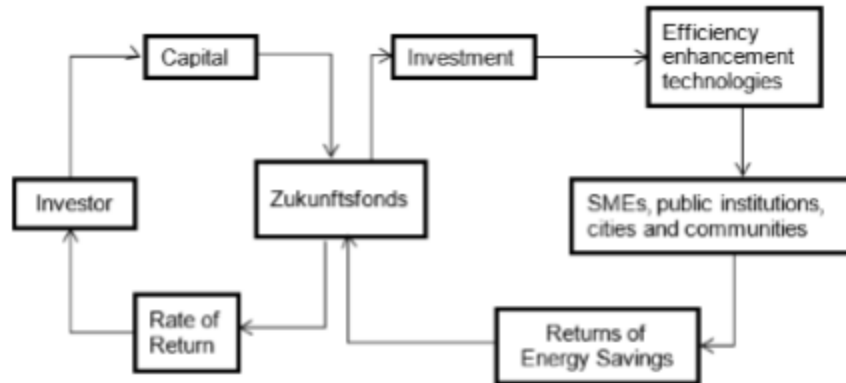 Capital
Investment
Efficiency
enhancement
technologies
Investor
Zukunftsfonds
SMEs, public institutions,
cities and communities
Rate of
Return
Returns of
Energy Savings